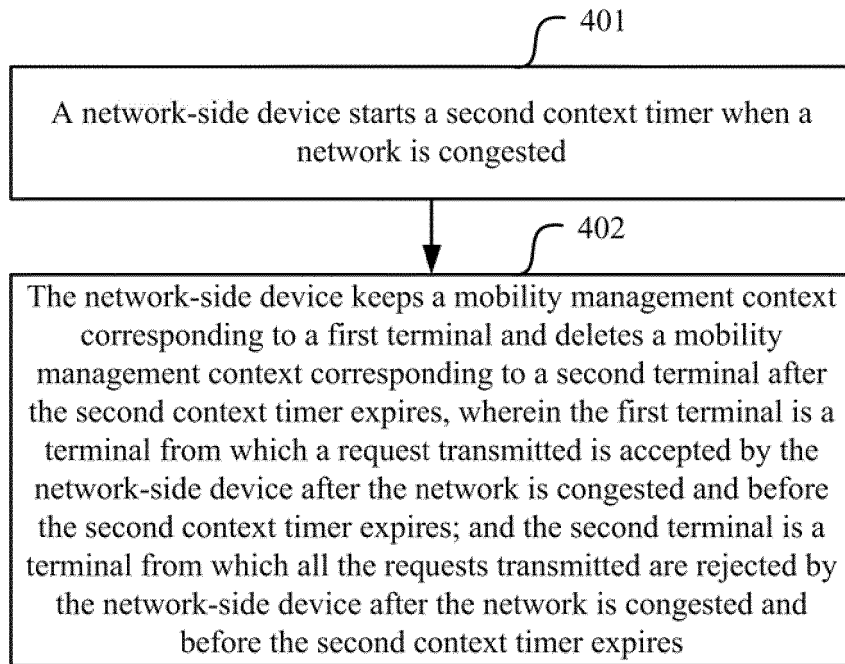 401
A network-side device starts a second context timer when a
network is congested
402
The network-side device keeps a mobility management context
corresponding to a first terminal and deletes a mobility
management context corresponding to a second terminal after
the second context timer expires, wherein the first terminal is a
terminal from which a request transmitted is accepted by the
network-side device after the network is congested and before
the second context timer expires; and the second terminal is a
terminal from which all the requests transmitted are rejected by
the network-side device after the network is congested and
before the second context timer expires